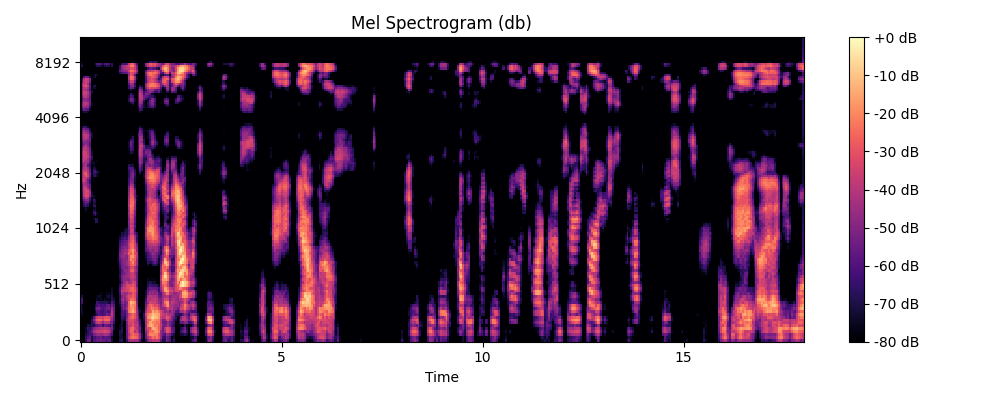 Mel Spectrogram (db)
Hz
8192
4096
2048
1024
512
0
0 5 10 15
Time
+0 dB
-10 dB
-20 dB
-30 dB
-40 dB
-50 dB
-60 dB
-70 dB
-80 dB